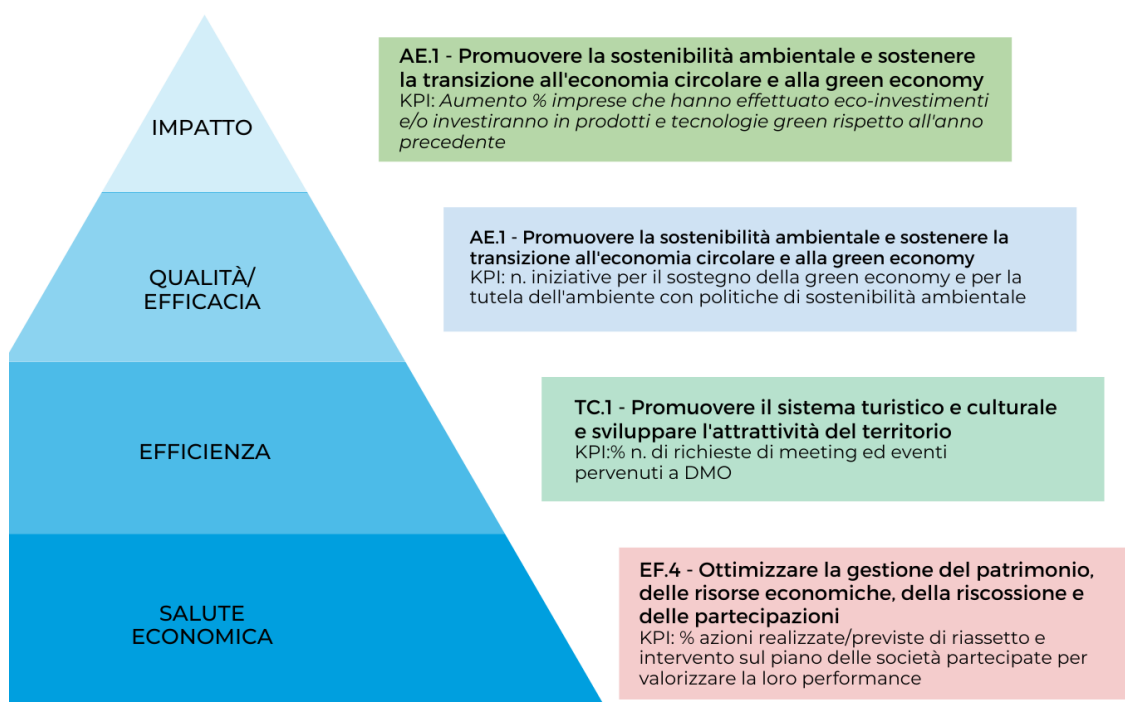 IMPATTO
AE.1 - Promuovere la sostenibilità ambientale e sostenere
la transizione all'economia circolare e alla green economy
KPI: Aumento % imprese che hanno effettuato eco-investimenti
e/o investiranno in prodotti e tecnologie green rispetto all'anno
precedente
QUALITÀ/
EFFICACIA
AE.1 - Promuovere la sostenibilità ambientale e sostenere la
transizione all'economia circolare e alla green economy
KPI: n. iniziative per il sostegno della green economy e per la
tutela dell'ambiente con politiche di sostenibilità ambientale
EFFICIENZA
TC.1 - Promuovere il sistema turistico e culturale
e sviluppare l'attrattività del territorio
KPI:% n. di richieste di meeting ed eventi
pervenuti a DMO
SALUTE
ECONOMICA
EF.4 - Ottimizzare la gestione del patrimonio,
delle risorse economiche, della riscossione e
delle partecipazioni
KPI: % azioni realizzate/previste di riassetto e
intervento sul piano delle società partecipate per
valorizzare la loro performance